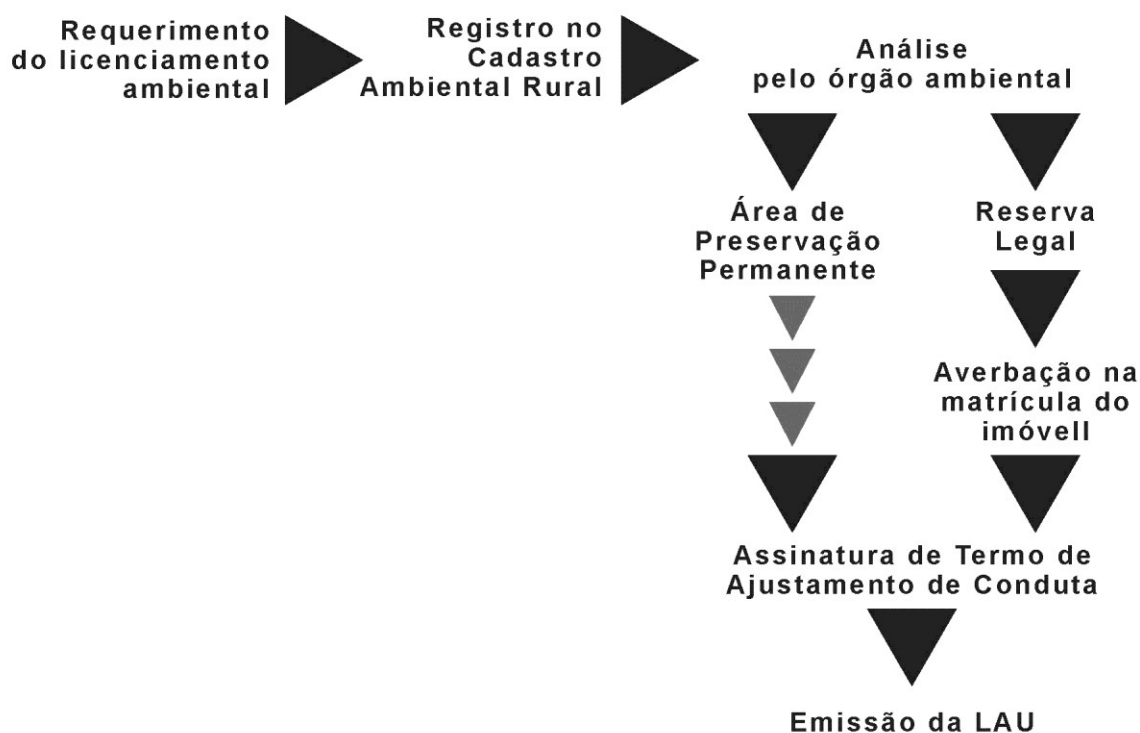 Requerimento
do licenciamento
ambiental
Registro no
Cadastro
Ambiental Rural
Análise
pelo órgão ambiental
Área de
Preservação
Permanente
Reserva
Legal
Averbação na
matrícula do
imóvell
Assinatura de Termo de
Ajustamento de Conduta
Emissão da LAU